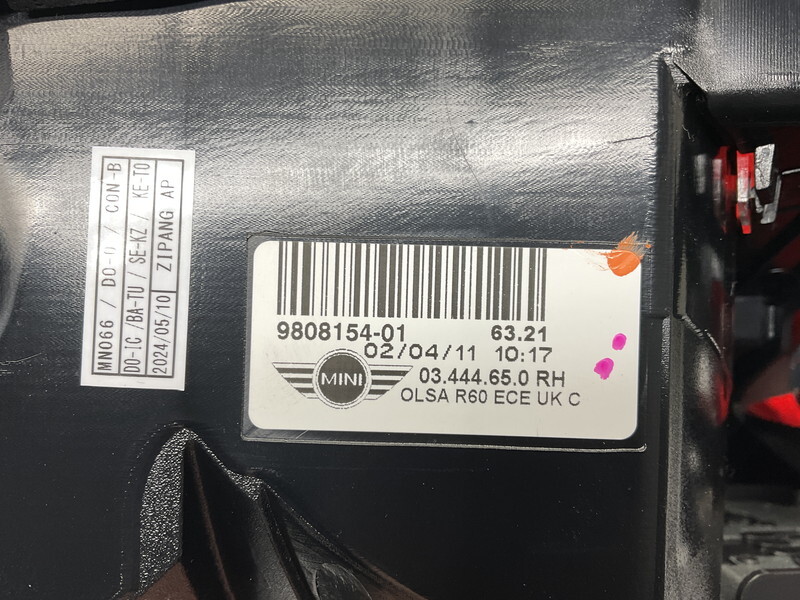 MN066 / DO-O / CON-B
DO-IC /BA-TU / SE-KZ / KE-TO
2024/05/10 ZIPANG AP
9808154-01 63.21
02/04/11 10:17
MINI
03.444.65.0 RH
OLSA R60 ECE UK C